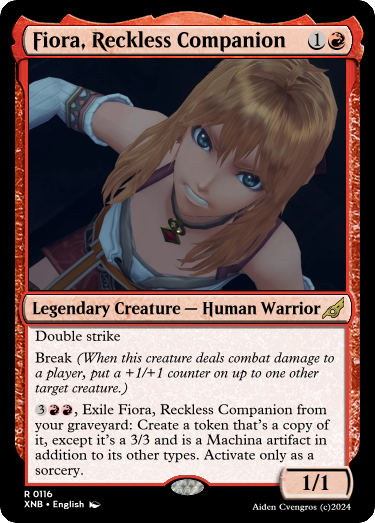 Fiora, Reckless Companion 1
Legendary Creature — Human Warrior
Double strike
Break (When this creature deals combat damage to
a player, put a +1/+1 counter on up to one other
target creature.)
3, Exile Fiora, Reckless Companion from
your graveyard: Create a token that's a copy of
it, except it's a 3/3 and is a Machina artifact in
addition to its other types. Activate only as a
sorcery.
1/1
R 0116
XNB • English
Aiden Cvengros (c)2024